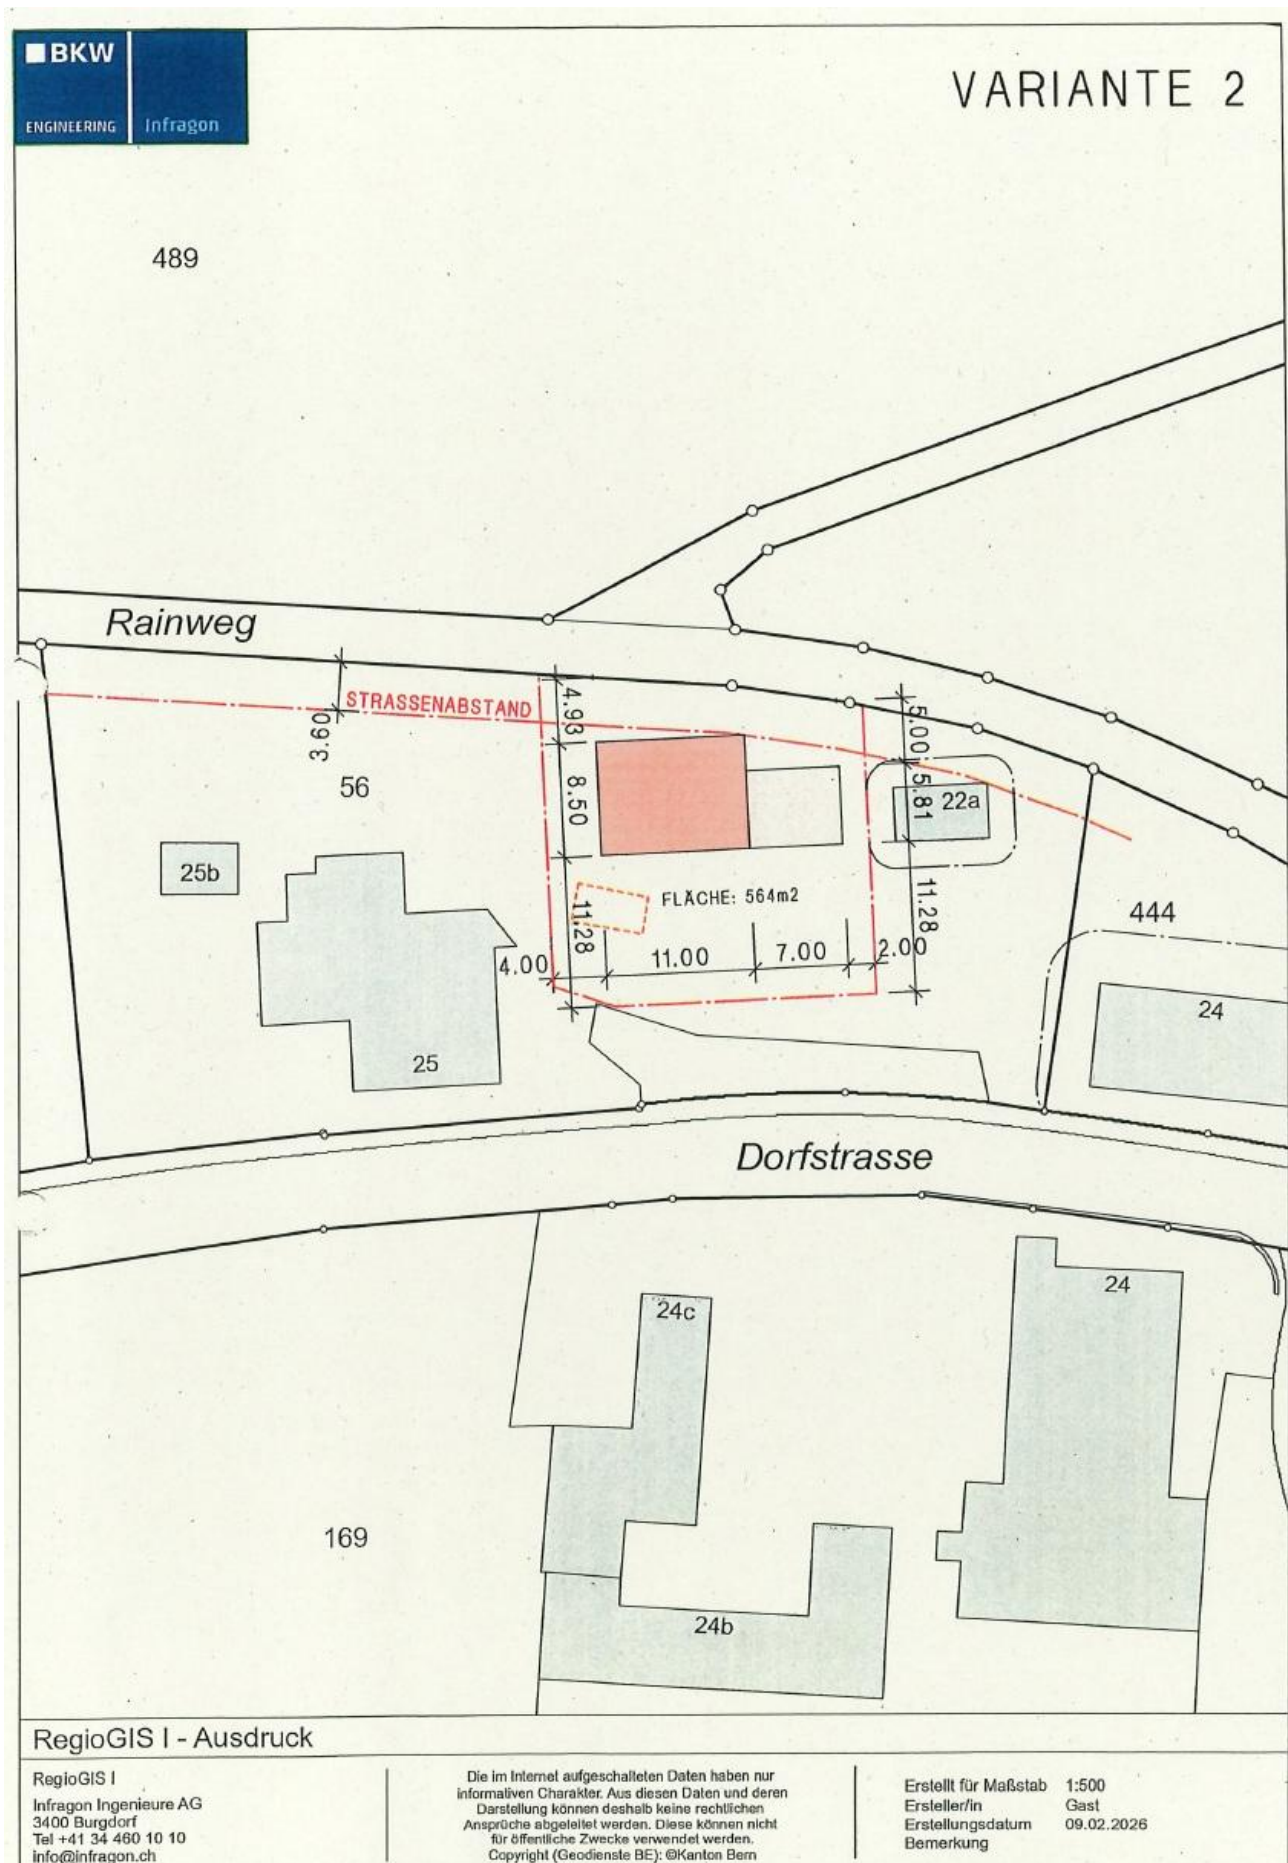 BKW
ENGINEERING
Infragon
VARIANTE 2
489
Rainweg
STRASSENABSTAND
3.60
4.93
5.00
56
8.50
5.81
22a
25b
FLÄCHE: 564m2
11.28
11.28
444
4.00
11.00
7.00
2.00
24
25
Dorfstrasse
24c
24
169
24b
RegioGIS I - Ausdruck
RegioGIS I
Infragon Ingenieure AG
3400 Burgdorf
Tel +41 34 460 10 10
info@infragon.ch
Die im Internet aufgeschalteten Daten haben nur
informativen Charakter. Aus diesen Daten und deren
Darstellung können deshalb keine rechtlichen
Ansprüche abgeleitet werden. Diese können nicht
für öffentliche Zwecke verwendet werden.
Copyright (Geodienste BE): ©Kanton Bern
Erstellt für Maßstab 1:500
Ersteller/in Gast
Erstellungsdatum 09.02.2026
Bemerkung